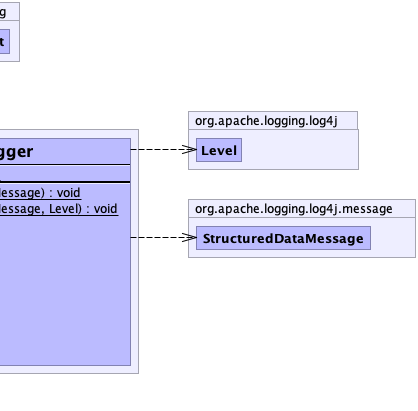 g
t
org.apache.logging.log4j
Level
gger
essage) : void
essage, Level) : void
org.apache.logging.log4j.message
StructuredDataMessage